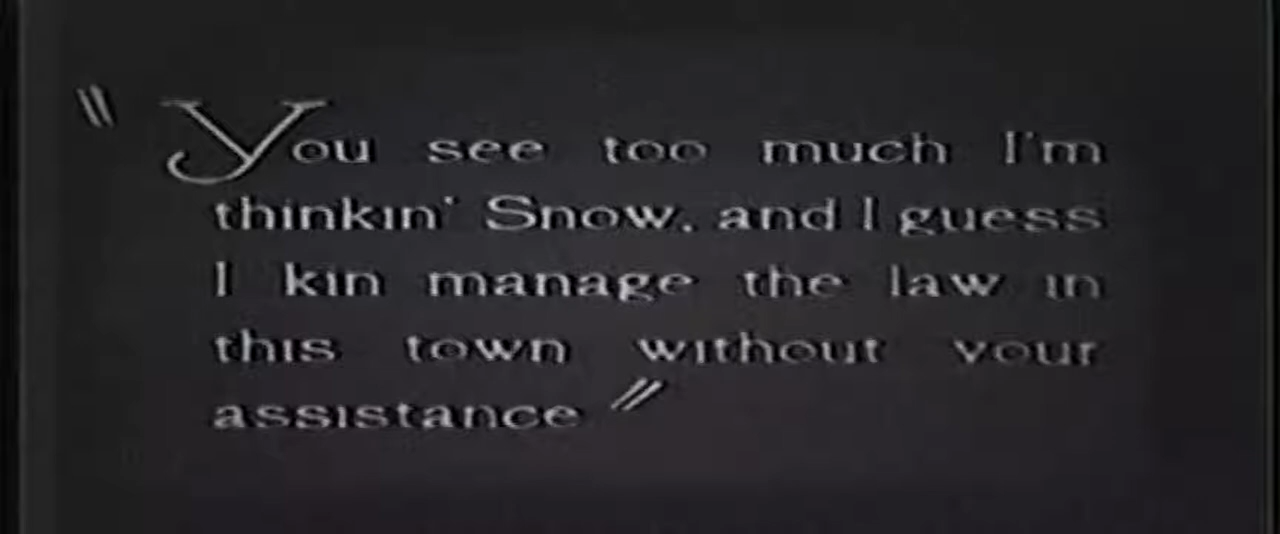 "You see too much I'm
thinkin' Snow, and I guess
I kin manage the law in
this town without your
assistance"